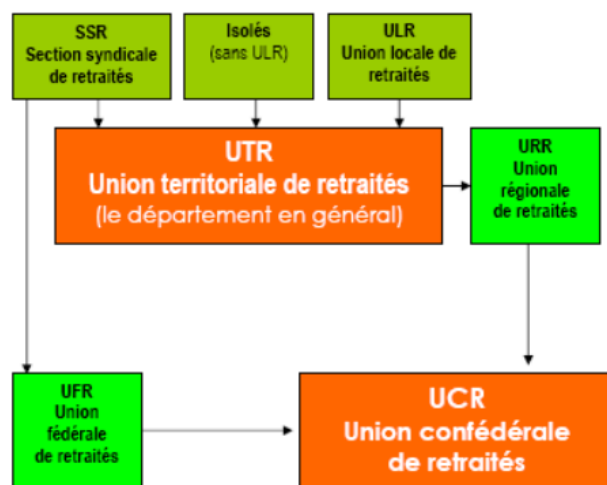 SSR
Section syndicale
de retraités
Isolés
(sans ULR)
ULR
Union locale de
retraités
UTR
Union territoriale de retraités
(le département en général)
URR
Union
régionale
de retraités
UFR
Union
fédérale
de retraités
UCR
Union confédérale
de retraités